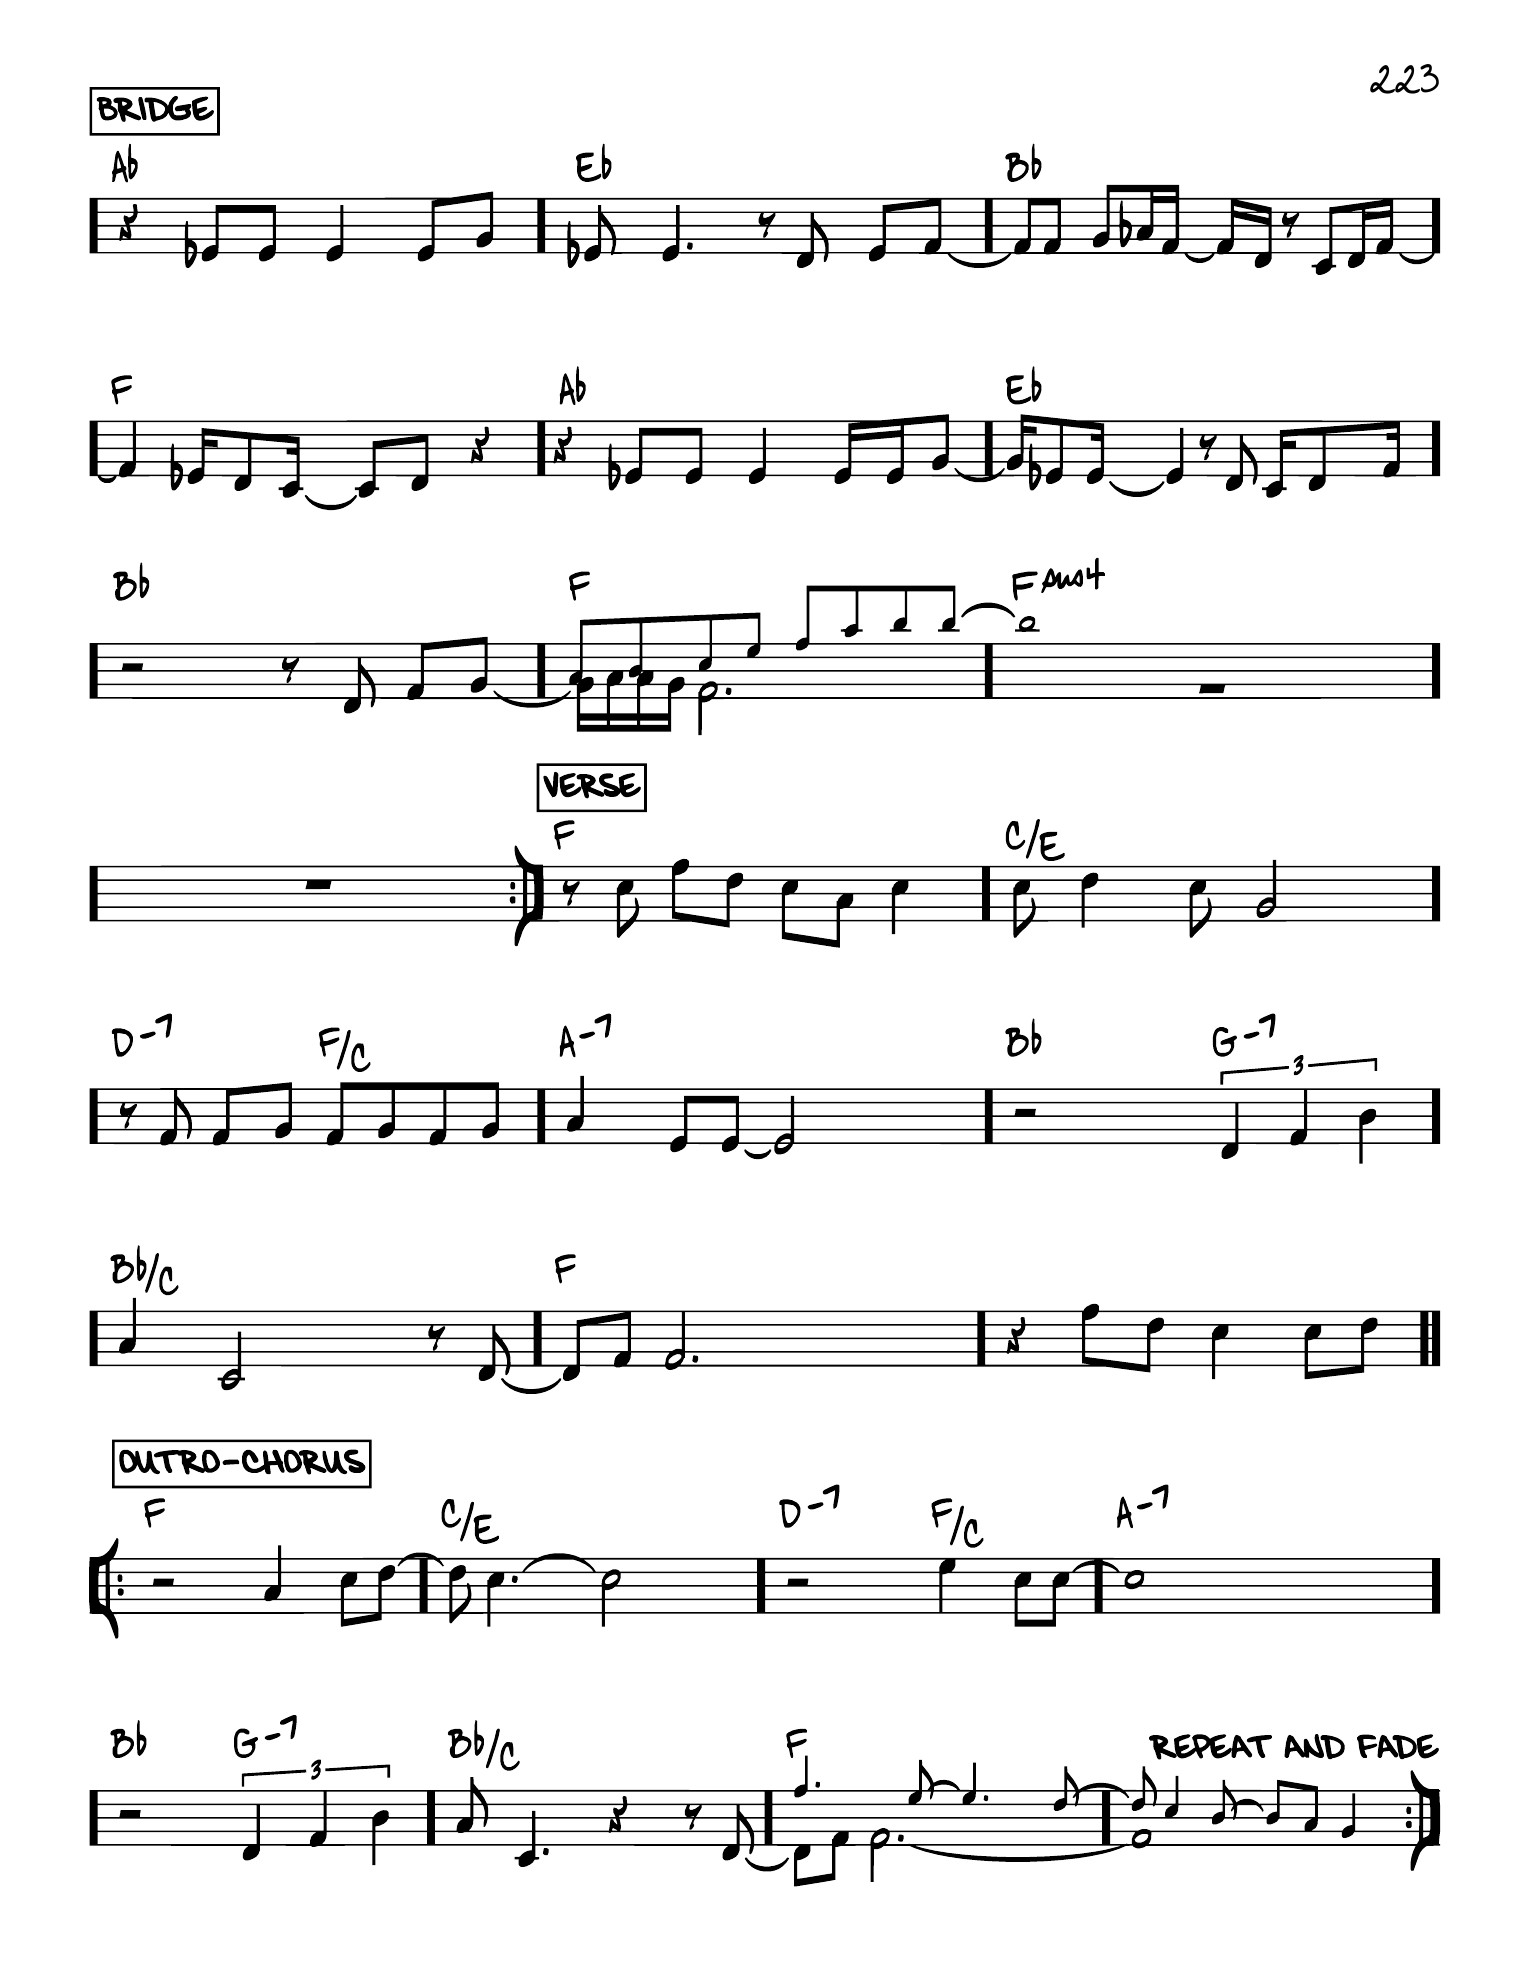 223
BRIDGE
Ab Eb Bb
F Ab Eb
Bb F Fsus4
VERSE
F C/E
D-7 F/C A-7 Bb G-7
3
Bb/C F
OUTRO-CHORUS
F C/E D-7 F/C A-7
Bb G-7 Bb/C F REPEAT AND FADE
3